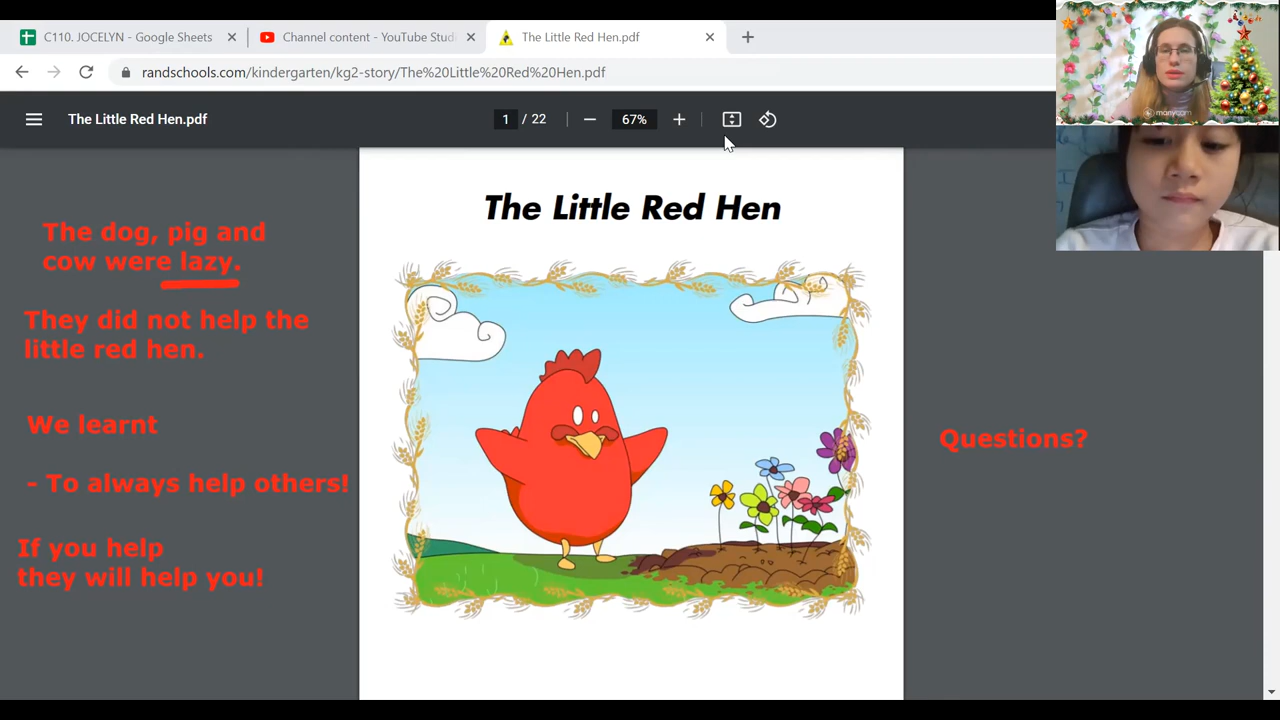 C110. JOCELYN - Google Sheets
Channel content - YouTube Studi
The Little Red Hen.pdf
randschools.com/kindergarten/kg2-story/The%20Little%20Red%20Hen.pdf
The Little Red Hen.pdf
1 / 22
67%
manycam
The Little Red Hen
The dog, pig and
cow were lazy.
They did not help the
little red hen.
We learnt
- To always help others!
If you help
they will help you!
Questions?